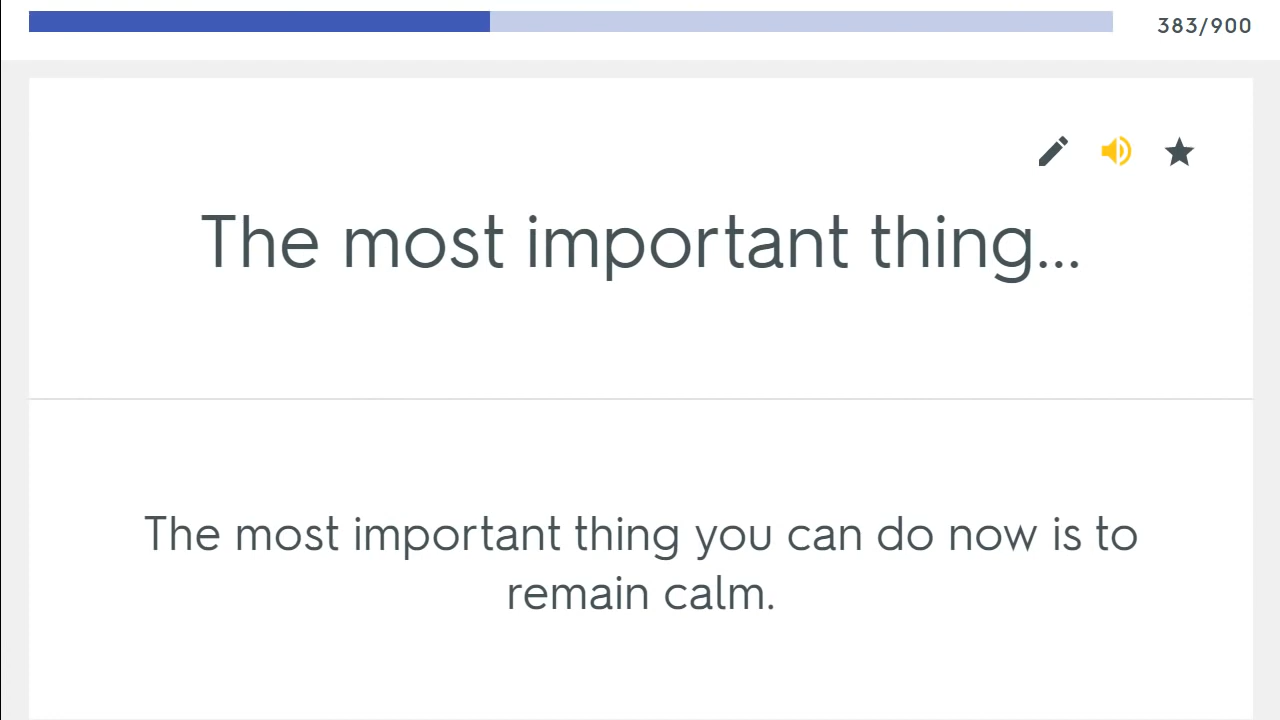 383/900
The most important thing...
The most important thing you can do now is to
remain calm.